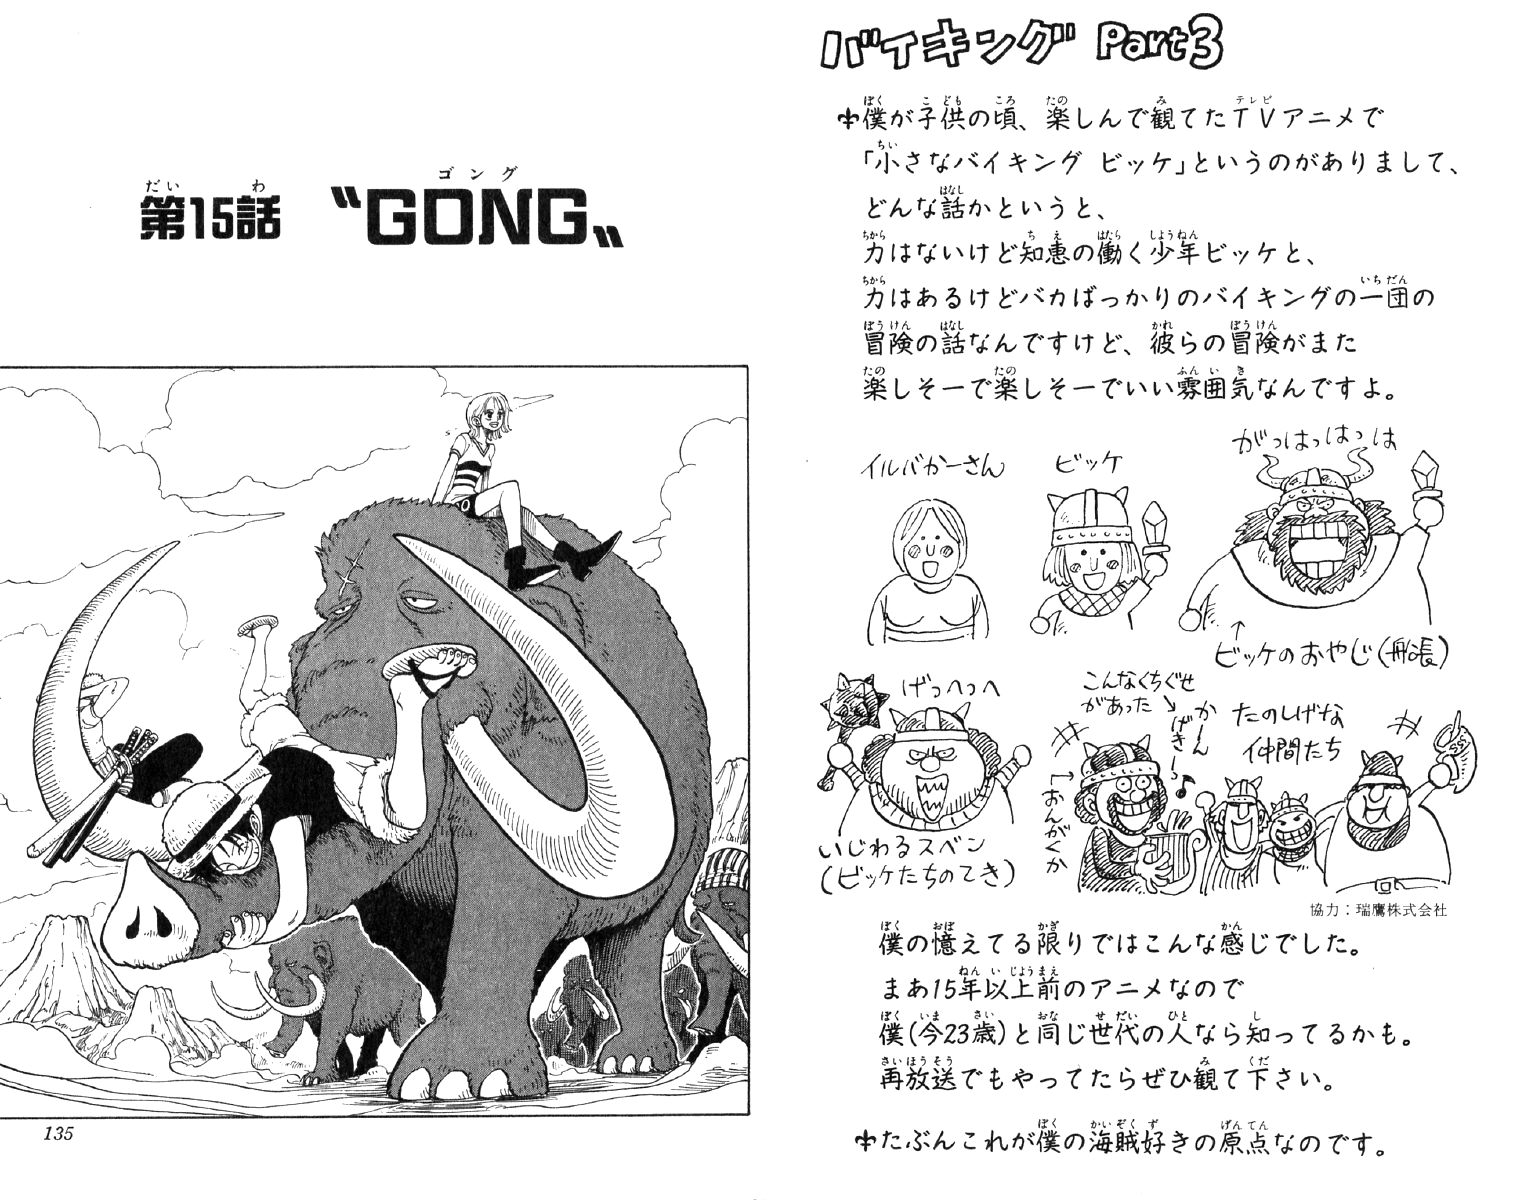 バイキング Part3
僕が子供の頃、楽しんで観てたTVアニメで
「小さなバイキング ビッケ」というのがありまして、
どんな話かというと、
力はないけど知恵の働く少年ビッケと、
力はあるけどバカばっかりのバイキングの一団の
冒険の話なんですけど、彼らの冒険がまた
楽しそーで楽しそーでいい雰囲気なんですよ。
イルバかーさん
ビッケ
がっはっはっは
ビッケのおやじ(船長)
げっへっへ
いじわるスベン
(ビッケたちのてき)
こんなくちぐせ
があった
かーん
げきー♪
おんがくか
たのしげな
仲間たち
協力：瑞鷹株式会社
僕の憶えてる限りではこんな感じでした。
まあ15年以上前のアニメなので
僕(今23歳)と同じ世代の人なら知ってるかも。
再放送でもやってたらぜひ観て下さい。
たぶんこれが僕の海賊好きの原点なのです。
第15話 〝GONG〟
135